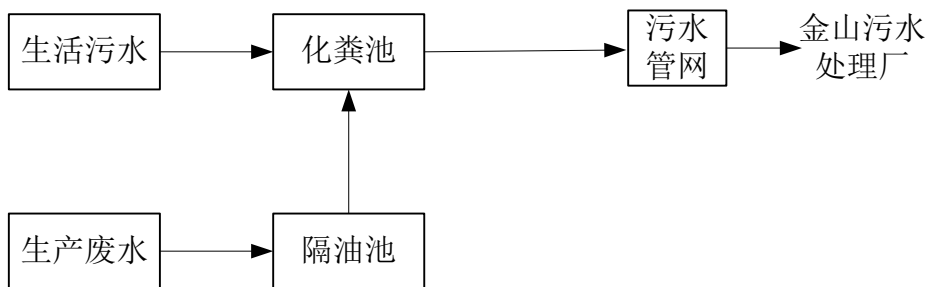 生活污水
化粪池
污水
管网
金山污水
处理厂
生产废水
隔油池